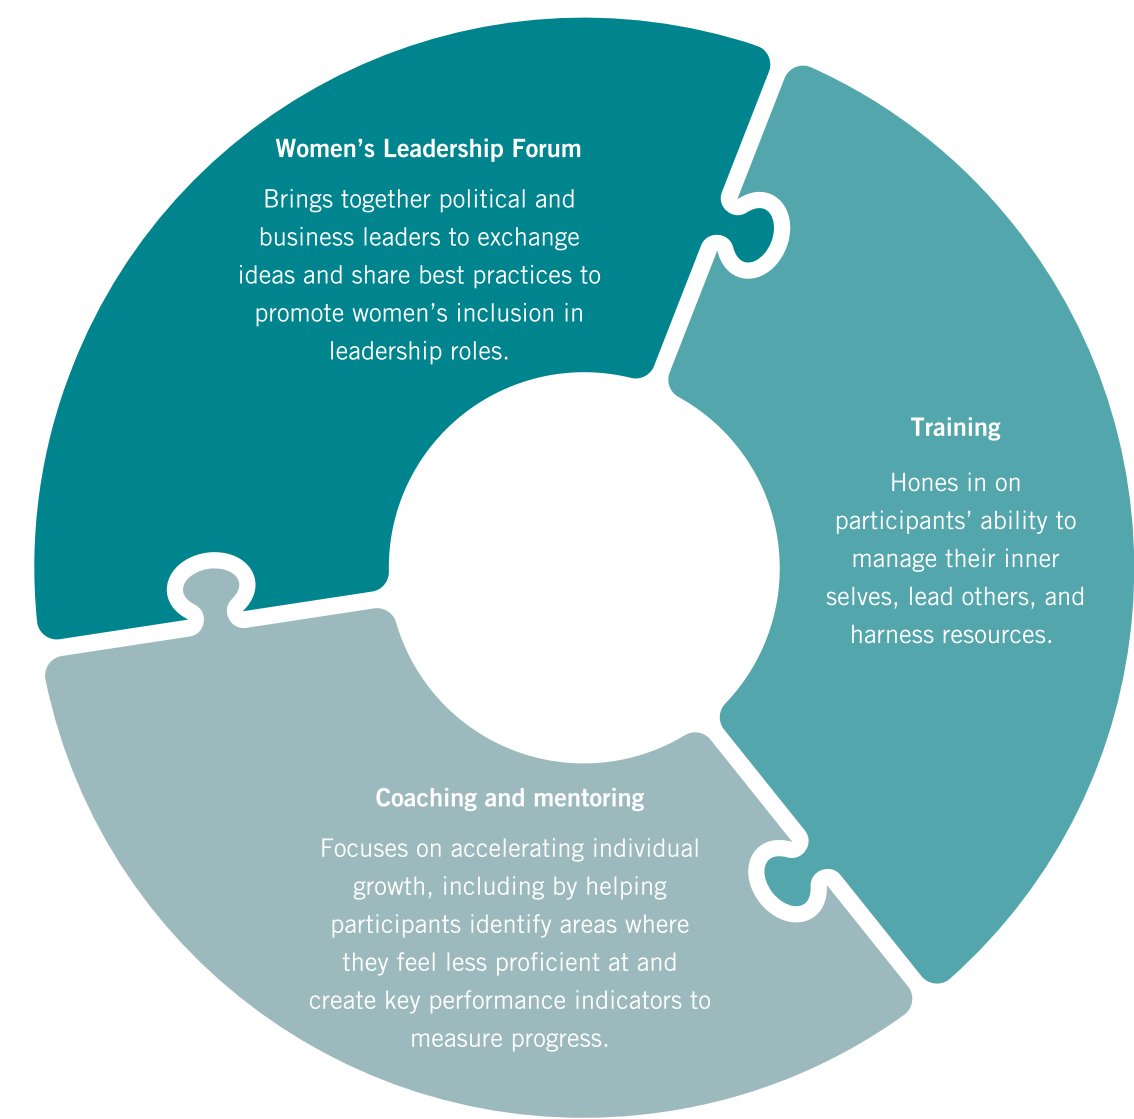 Women’s Leadership Forum
Brings together political and
business leaders to exchange
ideas and share best practices to
promote women’s inclusion in
leadership roles.
Training
Hones in on
participants’ ability to
manage their inner
selves, lead others, and
harness resources.
Coaching and mentoring
Focuses on accelerating individual
growth, including by helping
participants identify areas where
they feel less proficient at and
create key performance indicators to
measure progress.